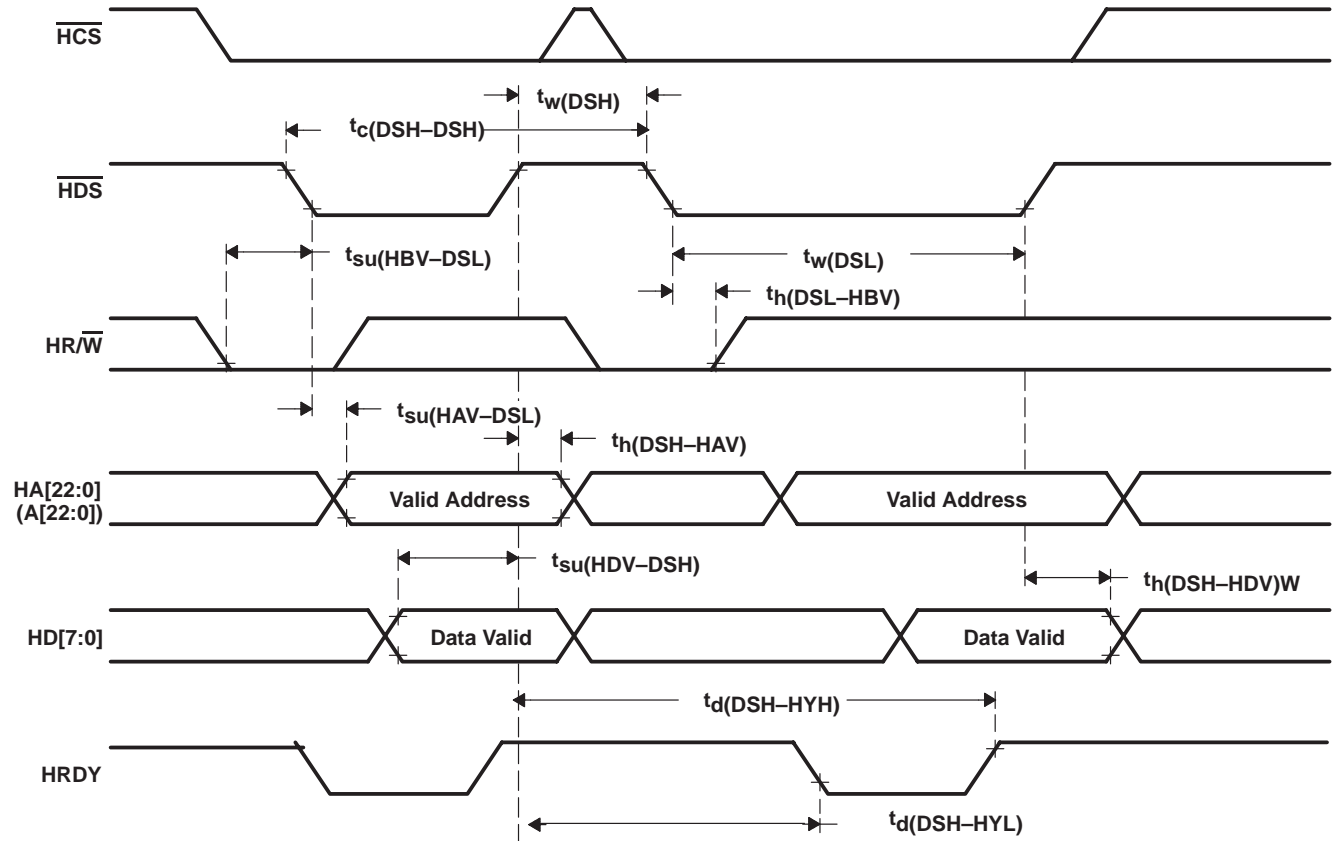 HCS
tw(DSH)
tc(DSH–DSH)
HDS
tsu(HBV–DSL)
tw(DSL)
th(DSL–HBV)
HR/W
tsu(HAV–DSL)
th(DSH–HAV)
HA[22:0]
(A[22:0])
Valid Address
Valid Address
tsu(HDV–DSH)
th(DSH–HDV)W
HD[7:0]
Data Valid
Data Valid
td(DSH–HYH)
HRDY
td(DSH–HYL)